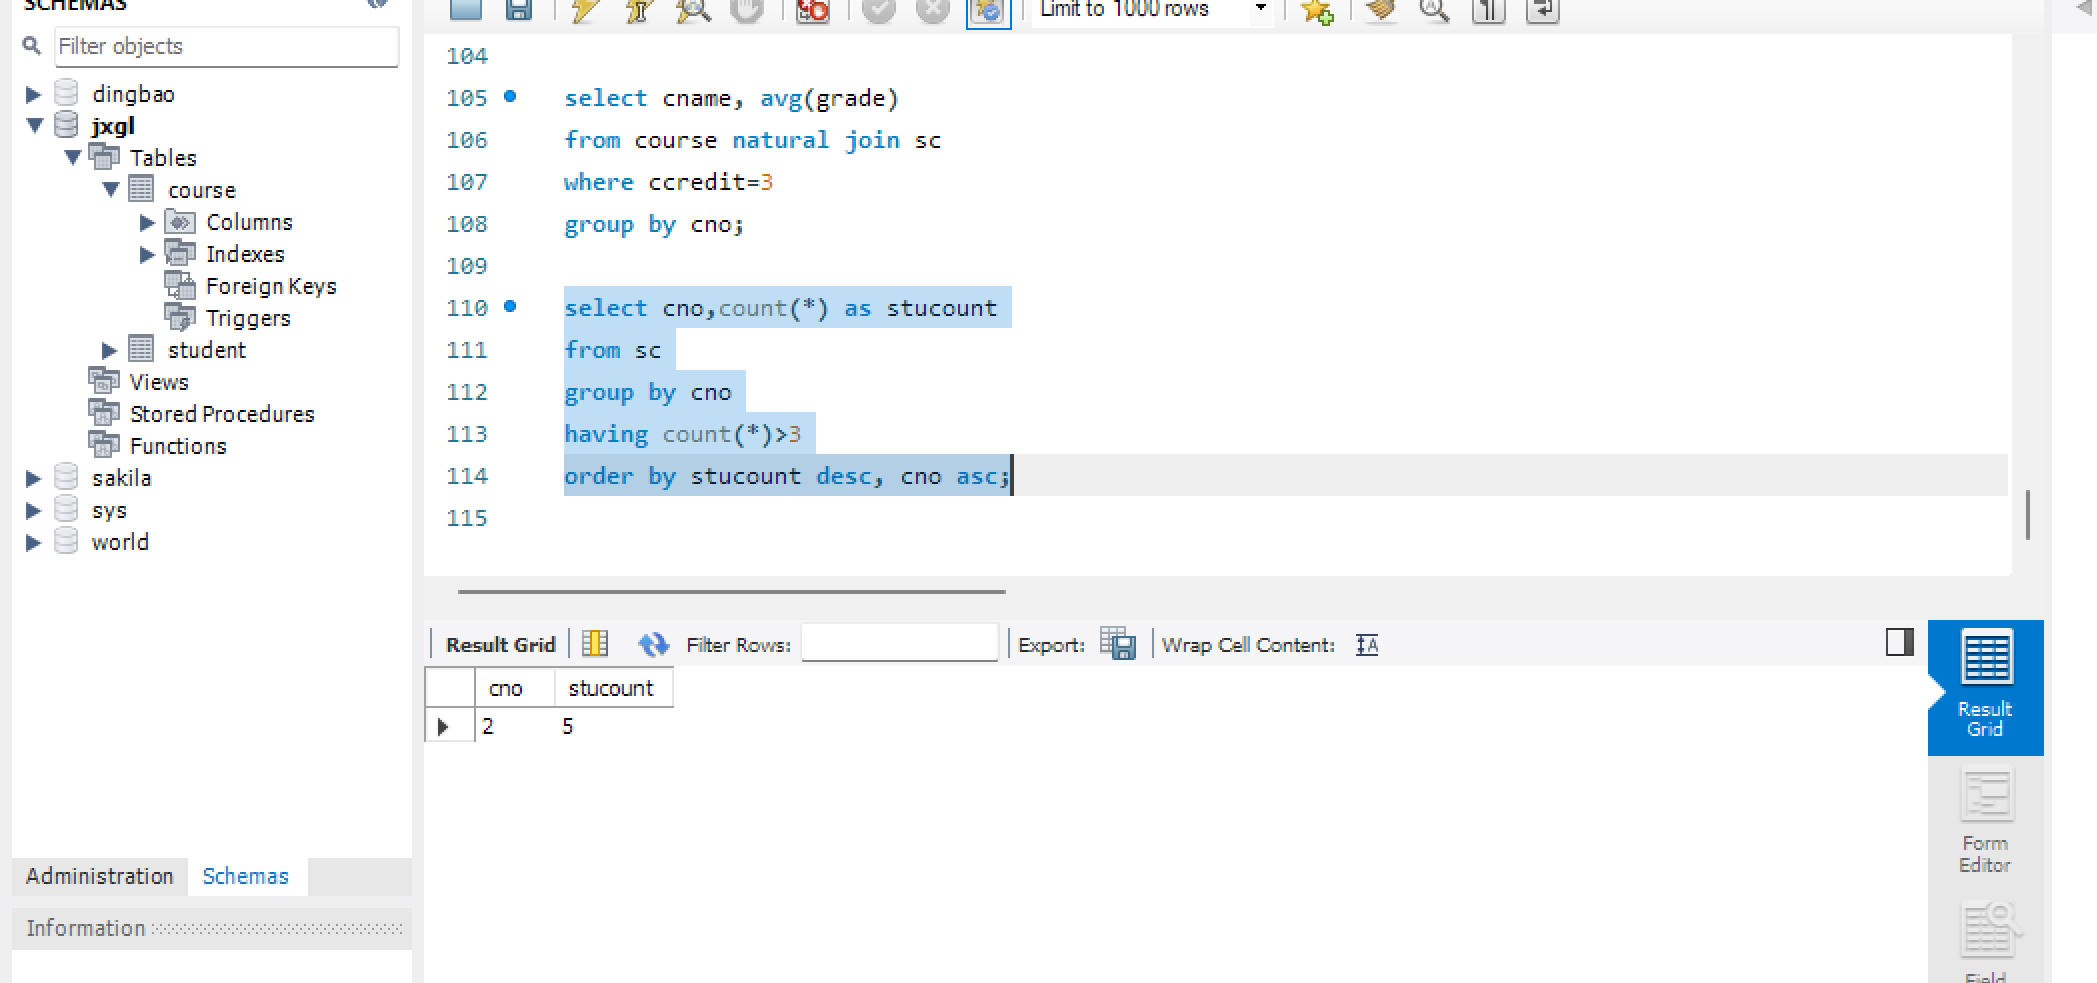 SCHEMAS
Filter objects
dingbao
jxgl
Tables
course
Columns
Indexes
Foreign Keys
Triggers
student
Views
Stored Procedures
Functions
sakila
sys
world
Administration Schemas
Information
Limit to 1000 rows
104
105 select cname, avg(grade)
106 from course natural join sc
107 where ccredit=3
108 group by cno;
109
110 select cno,count(*) as stucount
111 from sc
112 group by cno
113 having count(*)>3
114 order by stucount desc, cno asc;
115
Result Grid Filter Rows: Export: Wrap Cell Content:
cno stucount
2 5
Result
Grid
Form
Editor
Field